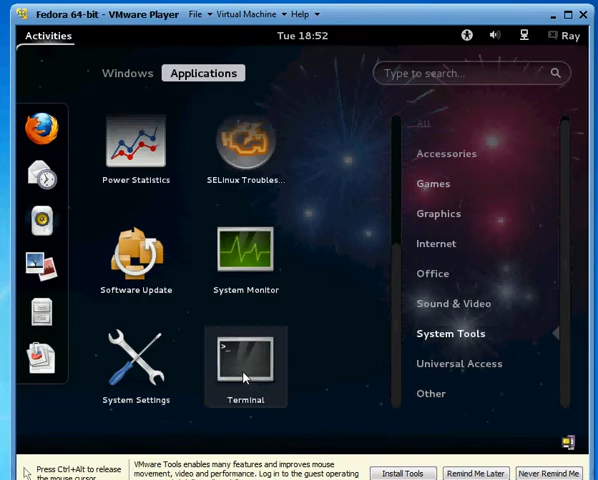 Fedora 64-bit - VMware Player File Virtual Machine Help
Activities Tue 18:52 Ray
Windows Applications Type to search...
All
Accessories
Games
Graphics
Internet
Office
Sound & Video
System Tools
Universal Access
Other
Power Statistics SELinux Troubles...
Software Update System Monitor
>_
System Settings Terminal
Press Ctrl+Alt to release
the mouse cursor
VMware Tools enables many features and improves mouse
movement, video and performance. Log in to the guest operating
Install Tools Remind Me Later Never Remind Me